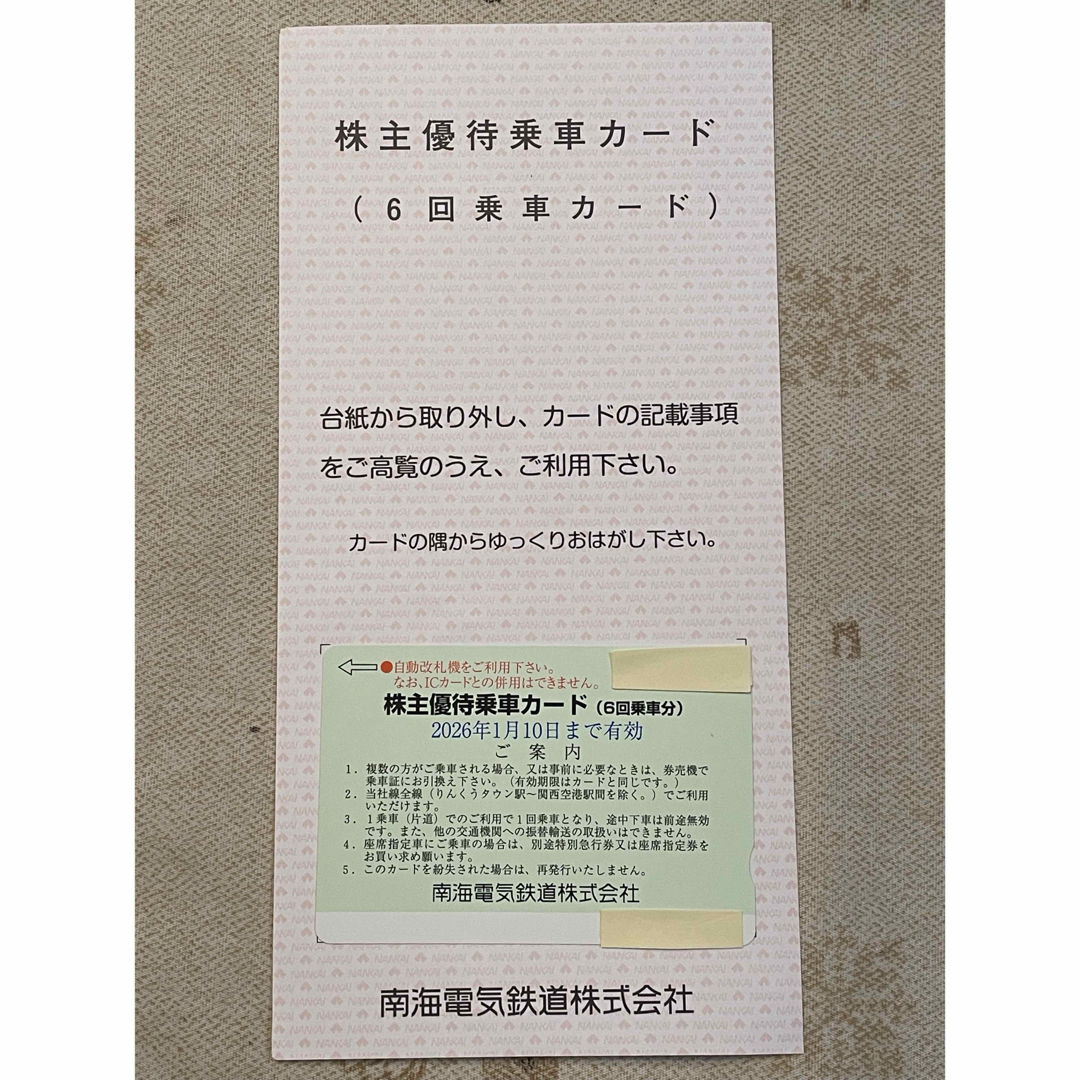 株主優待乗車カード
（6回乗車カード）
台紙から取り外し、カードの記載事項
をご高覧のうえ、ご利用下さい。
カードの隅からゆっくりおはがし下さい。
●自動改札機をご利用下さい。
なお、ICカードとの併用はできません。
株主優待乗車カード（6回乗車分）
2026年1月10日まで有効
ご 案 内
1．複数の方がご乗車される場合、又は事前に必要なときは、券売機で
乗車証にお引換え下さい。（有効期限はカードと同じです。）
2．当社線全線（りんくうタウン駅～関西空港駅間を除く。）でご利用
いただけます。
3．1乗車（片道）でのご利用で1回乗車となり、途中下車は前途無効
です。また、他の交通機関への振替輸送の取扱いはできません。
4．座席指定車にご乗車の場合は、別途特別急行券又は座席指定券を
お買い求め願います。
5．このカードを紛失された場合は、再発行いたしません。
南海電気鉄道株式会社
南海電気鉄道株式会社